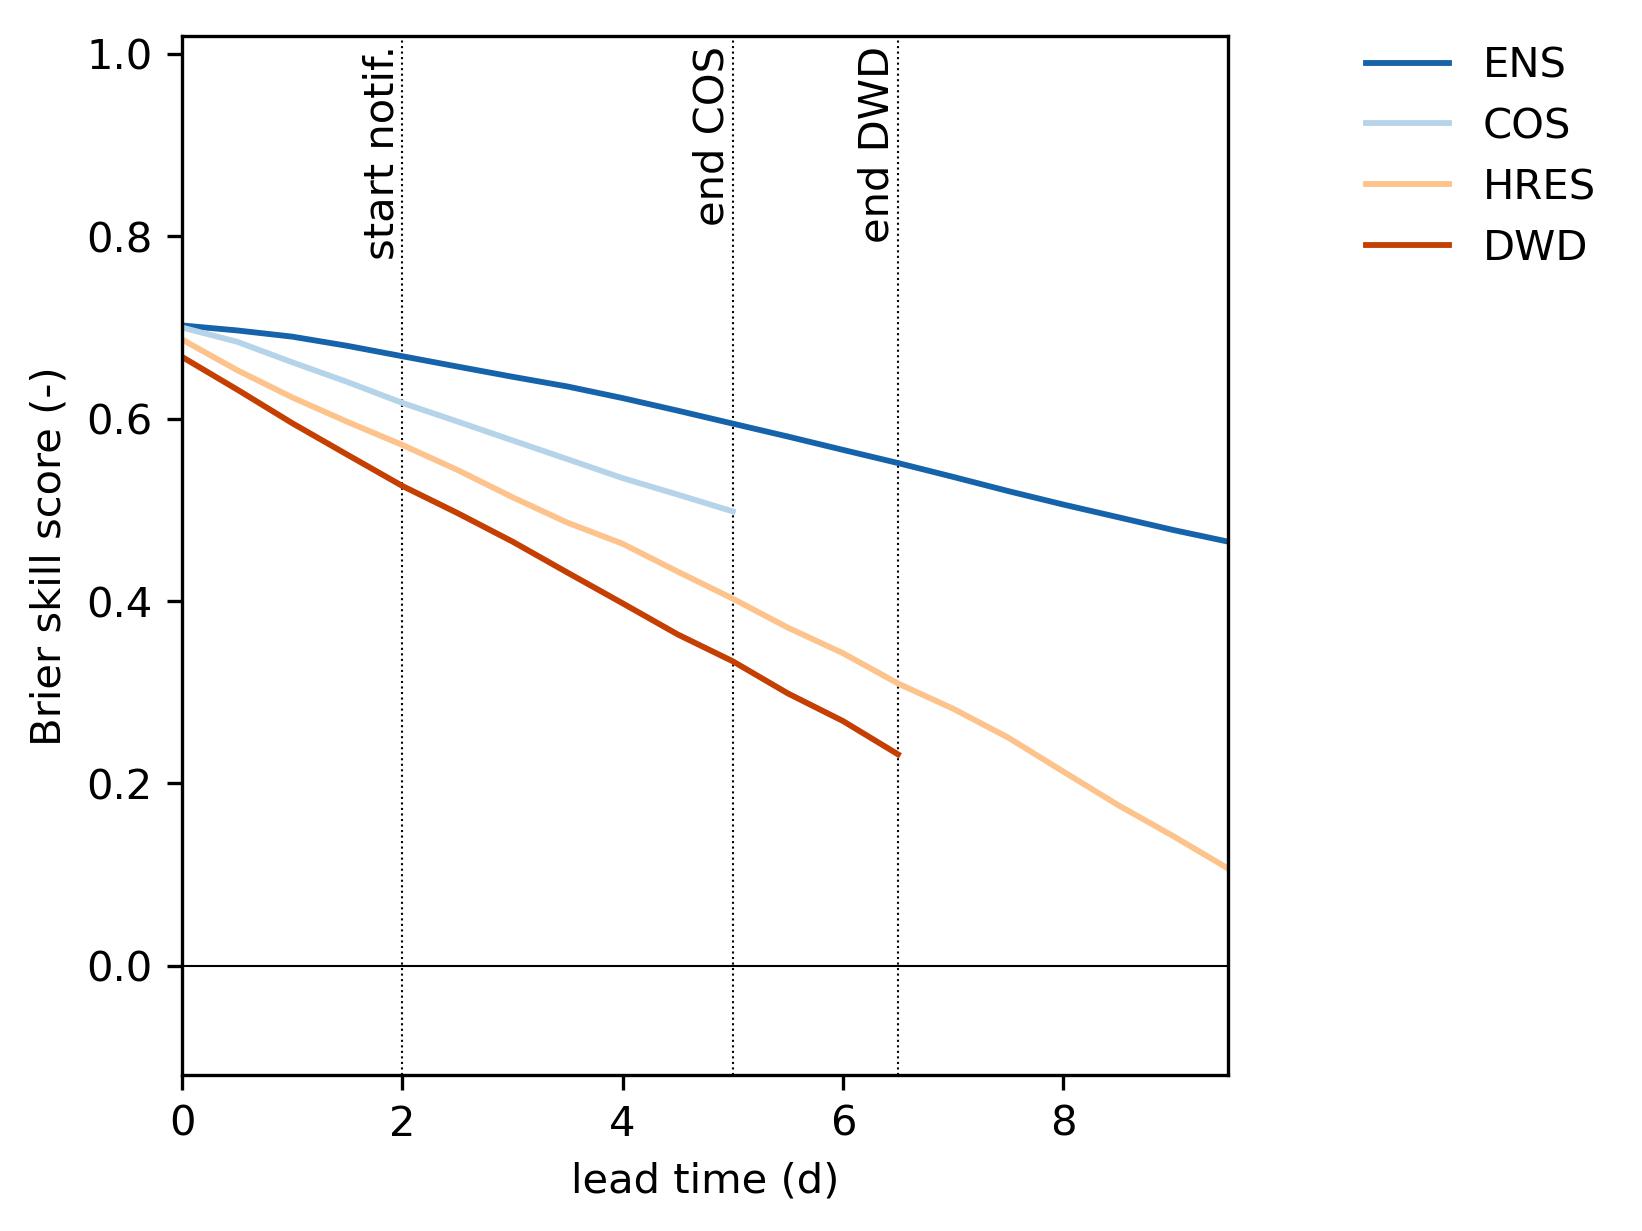 1.0
0.8
0.6
0.4
0.2
0.0
Brier skill score (-)
start notif.
end COS
end DWD
0
2
4
6
8
lead time (d)
ENS
COS
HRES
DWD